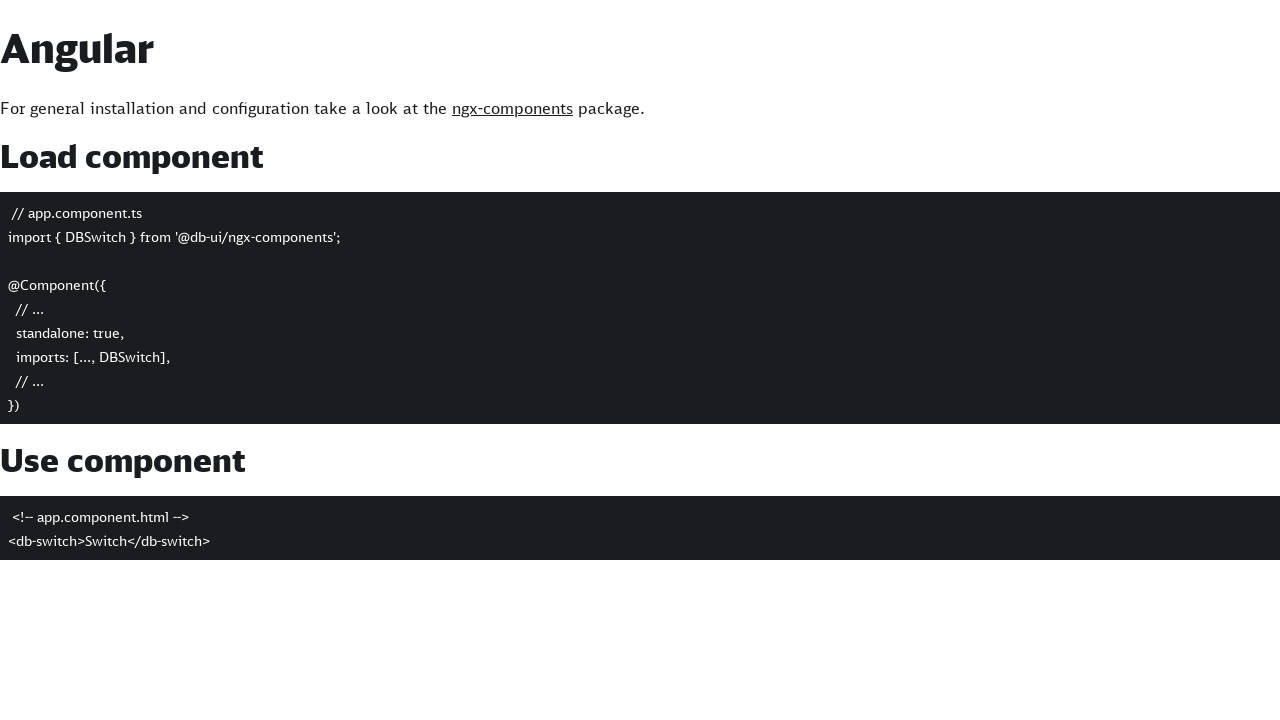 Angular
For general installation and configuration take a look at the ngx-components package.
Load component
// app.component.ts
import { DBSwitch } from '@db-ui/ngx-components';
@Component({
// ...
standalone: true,
imports: [..., DBSwitch],
// ...
})
Use component
<!-- app.component.html -->
<db-switch>Switch</db-switch>